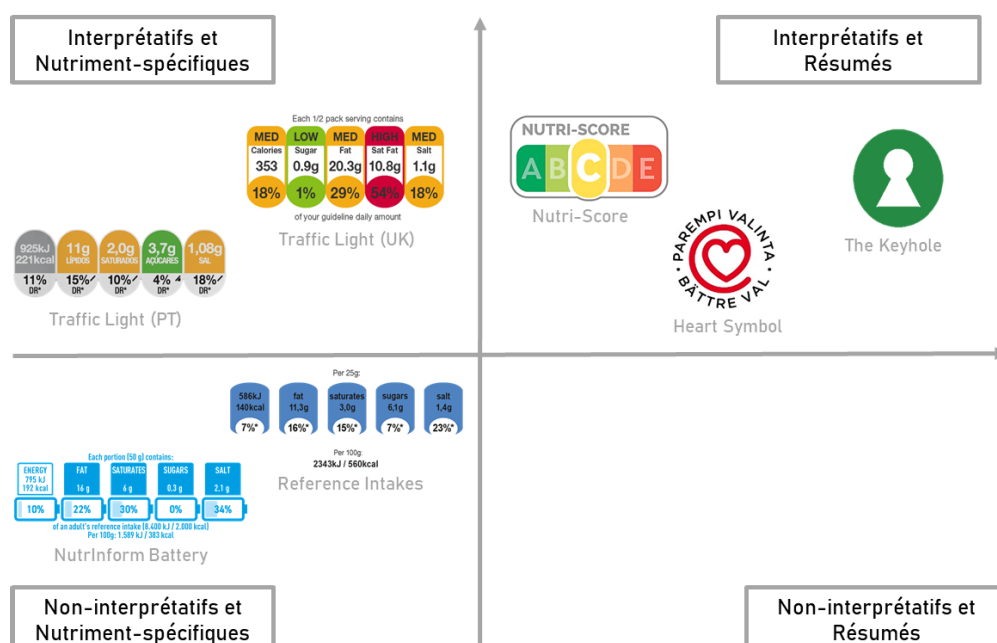 Interprétatifs et
Nutriment-spécifiques
Interprétatifs et
Résumés
Each 1/2 pack serving contains
MED LOW MED HIGH MED
Calories Sugar Fat Sat Fat Salt
353 0.9g 20.3g 10.8g 1.1g
18% 1% 29% 54% 18%
of your guideline daily amount
Traffic Light (UK)
NUTRI-SCORE
A B C D E
Nutri-Score
The Keyhole
PAREMPI VALINTA
BÄTTRE VAL
Heart Symbol
925kJ 11g 2,0g 3,7g 1,08g
221kcal LÍPIDOS SATURADOS AÇÚCARES SAL
11% 15% 10% 4% 18%
DR* DR* DR* DR* DR*
Traffic Light (PT)
Per 25g:
586kJ fat saturates sugars salt
140kcal 11,3g 3,0g 6,1g 1,4g
7%* 16%* 15%* 7%* 23%*
Per 100g:
2343kJ / 560kcal
Reference Intakes
Each portion (50 g) contains:
ENERGY FAT SATURATES SUGARS SALT
795 kJ
192 kcal 16 g 6 g 0.3 g 2.1 g
10% 22% 30% 0% 34%
of an adult's reference intake (8.400 kJ / 2.000 kcal)
Per 100g: 1.589 kJ / 383 kcal
NutrInform Battery
Non-interprétatifs et
Nutriment-spécifiques
Non-interprétatifs et
Résumés